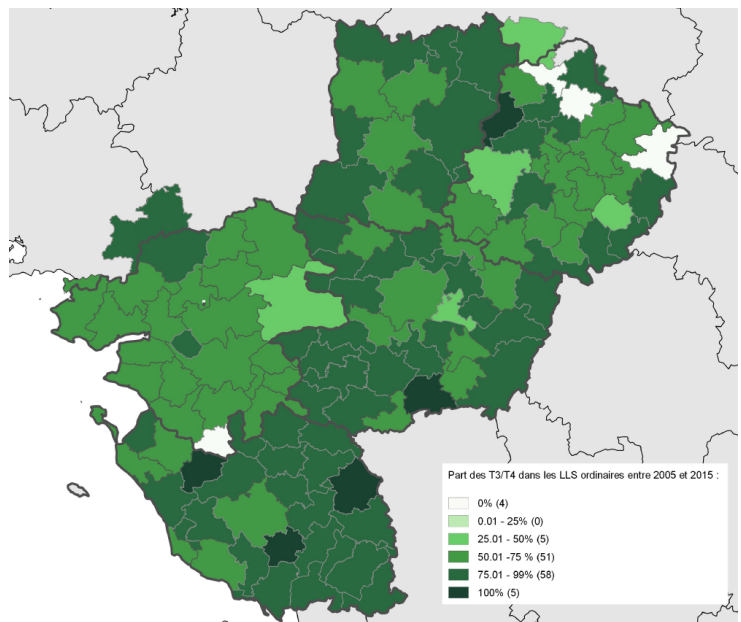 Part des T3/T4 dans les LLS ordinaires entre 2005 et 2015 :
0% (4)
0.01 - 25% (0)
25.01 - 50% (5)
50.01 -75 % (51)
75.01 - 99% (58)
100% (5)